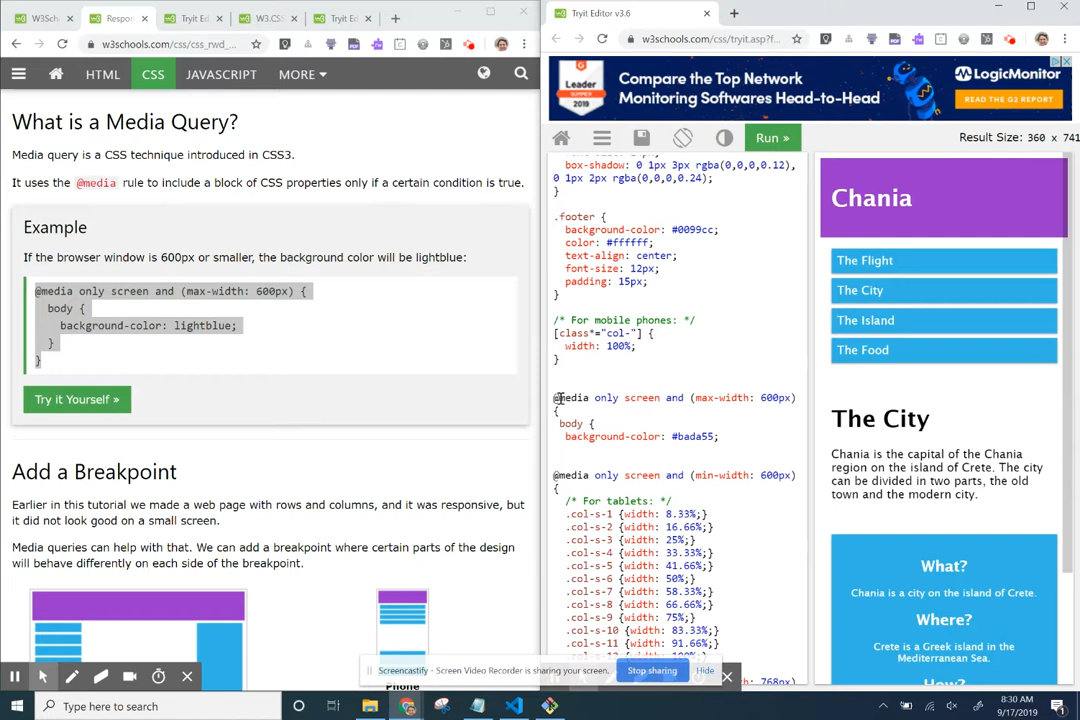 W3Sch
Respo
Tryit Ed
W3.CSS
Tryit Ed
w3schools.com/css/css_rwd_...
HTML
CSS
JAVASCRIPT
MORE
What is a Media Query?
Media query is a CSS technique introduced in CSS3.
It uses the @media rule to include a block of CSS properties only if a certain condition is true.
Example
If the browser window is 600px or smaller, the background color will be lightblue:
@media only screen and (max-width: 600px) {
body {
background-color: lightblue;
}
}
Try it Yourself »
Add a Breakpoint
Earlier in this tutorial we made a web page with rows and columns, and it was responsive, but
it did not look good on a small screen.
Media queries can help with that. We can add a breakpoint where certain parts of the design
will behave differently on each side of the breakpoint.
Phone
Tryit Editor v3.6
w3schools.com/css/tryit.asp?f...
Leader
SUMMER
2019
Compare the Top Network
Monitoring Softwares Head-to-Head
LogicMonitor
READ THE G2 REPORT
Run »
Result Size: 360 x 741
box-shadow: 0 1px 3px rgba(0,0,0,0.12),
0 1px 2px rgba(0,0,0,0.24);
}
.footer {
background-color: #0099cc;
color: #ffffff;
text-align: center;
font-size: 12px;
padding: 15px;
}
/* For mobile phones: */
[class*="col-"] {
width: 100%;
}
@media only screen and (max-width: 600px)
{
body {
background-color: #bada55;
@media only screen and (min-width: 600px)
{
/* For tablets: */
.col-s-1 {width: 8.33%;}
.col-s-2 {width: 16.66%;}
.col-s-3 {width: 25%;}
.col-s-4 {width: 33.33%;}
.col-s-5 {width: 41.66%;}
.col-s-6 {width: 50%;}
.col-s-7 {width: 58.33%;}
.col-s-8 {width: 66.66%;}
.col-s-9 {width: 75%;}
.col-s-10 {width: 83.33%;}
.col-s-11 {width: 91.66%;}
768px)
Chania
The Flight
The City
The Island
The Food
The City
Chania is the capital of the Chania
region on the island of Crete. The city
can be divided in two parts, the old
town and the modern city.
What?
Chania is a city on the island of Crete.
Where?
Crete is a Greek island in the
Mediterranean Sea.
How?
Screencastify - Screen Video Recorder is sharing your screen.
Stop sharing
Hide
Type here to search
8:30 AM
9/17/2019